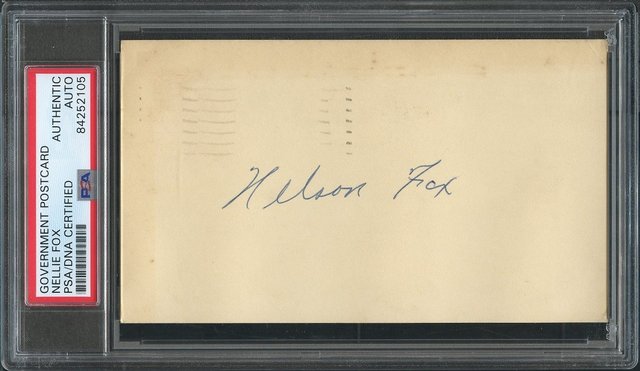 GOVERNMENT POSTCARD
NELLIE FOX
PSA/DNA CERTIFIED
AUTHENTIC
AUTO
84252105
PSA
Nelson Fox